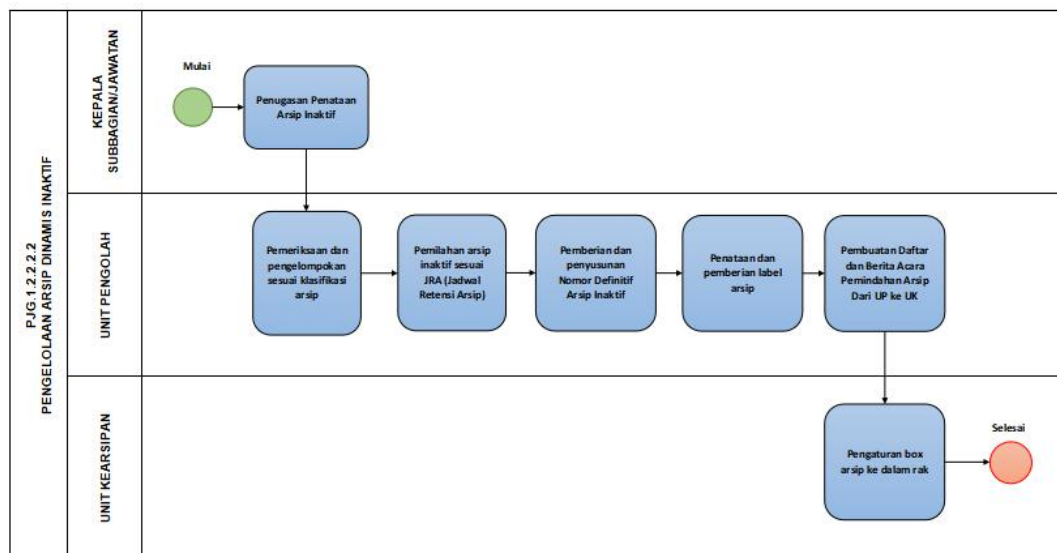 PJG.1.2.2.2.2
PENGELOLAAN ARSIP DINAMIS INAKTIF
KEPALA
SUBBAGIAN/JAWATAN
Mulai
Penugasan Penataan
Arsip Inaktif
UNIT PENGOLAH
Pemeriksaan dan
pengelompokan
sesuai klasifikasi
arsip
Pemilahan arsip
inaktif sesuai
JRA (Jadwal
Retensi Arsip)
Pemberian dan
penyusunan
Nomor Definitif
Arsip Inaktif
Penataan dan
pemberian label
arsip
Pembuatan Daftar
dan Berita Acara
Pemindahan Arsip
Dari UP ke UK
UNIT KEARSIPAN
Pengaturan box
arsip ke dalam rak
Selesai